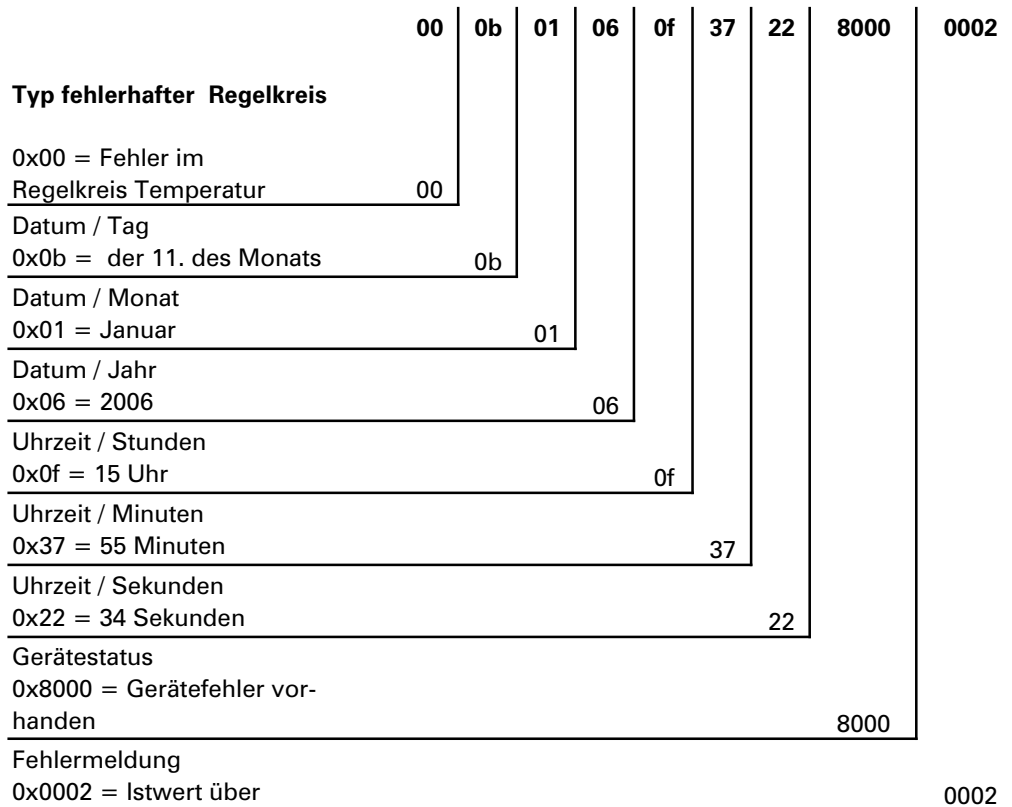 00 0b 01 06 0f 37 22 8000 0002
Typ fehlerhafter Regelkreis
0x00 = Fehler im
Regelkreis Temperatur 00
Datum / Tag
0x0b = der 11. des Monats 0b
Datum / Monat
0x01 = Januar 01
Datum / Jahr
0x06 = 2006 06
Uhrzeit / Stunden
0x0f = 15 Uhr 0f
Uhrzeit / Minuten
0x37 = 55 Minuten 37
Uhrzeit / Sekunden
0x22 = 34 Sekunden 22
Gerätestatus
0x8000 = Gerätefehler vor-
handen 8000
Fehlermeldung
0x0002 = Istwert über 0002